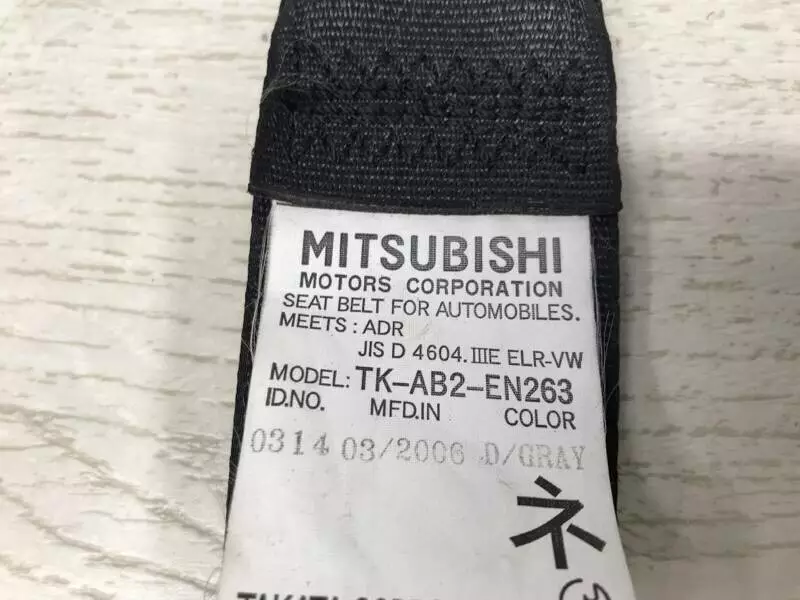 MITSUBISHI
MOTORS CORPORATION
SEAT BELT FOR AUTOMOBILES.
MEETS : ADR
JIS D 4604. IIIE ELR-VW
MODEL: TK-AB2-EN263
ID.NO. MFD.IN COLOR
0314 03/2006 D/GRAY
ネ